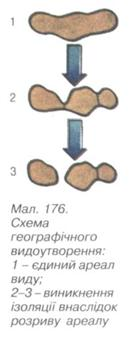 1
2
3
Мал. 176.
Схема
географічного
видоутворення:
1 – єдиний ареал
виду;
2–3 – виникнення
ізоляції внаслідок
розриву ареалу